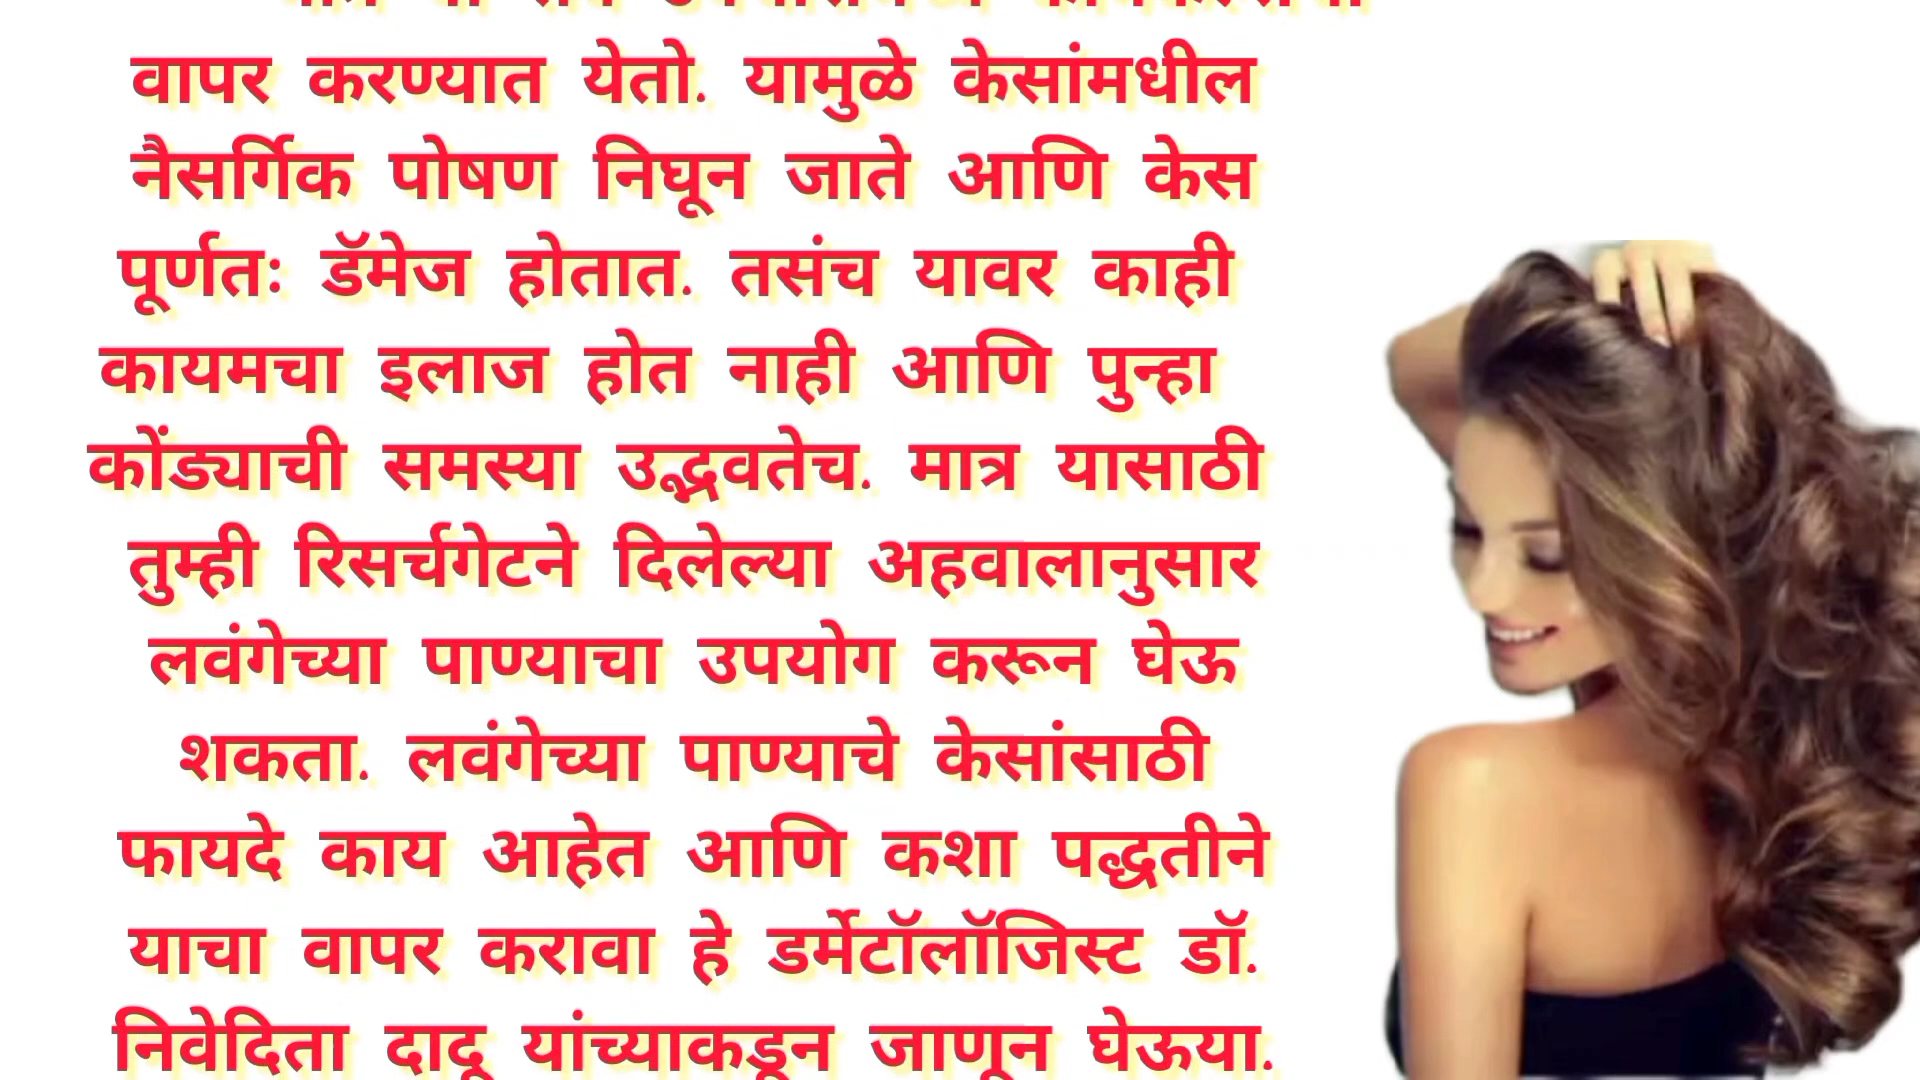 वापर करण्यात येतो. यामुळे केसांमधील
नैसर्गिक पोषण निघून जाते आणि केस
पूर्णतः डॅमेज होतात. तसंच यावर काही
कायमचा इलाज होत नाही आणि पुन्हा
कोंड्याची समस्या उद्भवतेच. मात्र यासाठी
तुम्ही रिसर्चगेटने दिलेल्या अहवालानुसार
लवंगेच्या पाण्याचा उपयोग करून घेऊ
शकता. लवंगेच्या पाण्याचे केसांसाठी
फायदे काय आहेत आणि कशा पद्धतीने
याचा वापर करावा हे डर्मेटॉलॉजिस्ट डॉ.
निवेदिता दादू यांच्याकडून जाणून घेऊया.